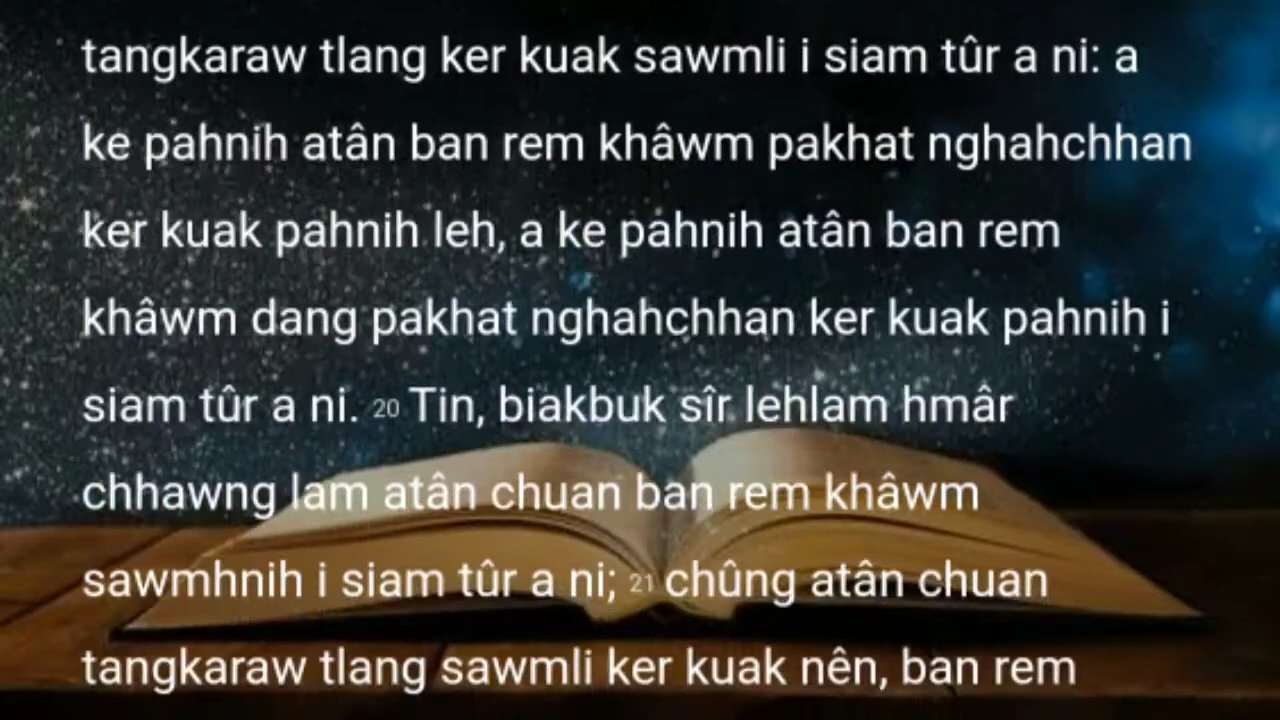 tangkaraw tlang ker kuak sawmli i siam tûr a ni: a
ke pahnih atân ban rem khâwm pakhat nghahchhan
ker kuak pahnih leh, a ke pahnih atân ban rem
khâwm dang pakhat nghahchhan ker kuak pahnih i
siam tûr a ni. 20 Tin, biakbuk sîr lehlam hmâr
chhawng lam atân chuan ban rem khâwm
sawmhnih i siam tûr a ni; 21 chûng atân chuan
tangkaraw tlang sawmli ker kuak nên, ban rem